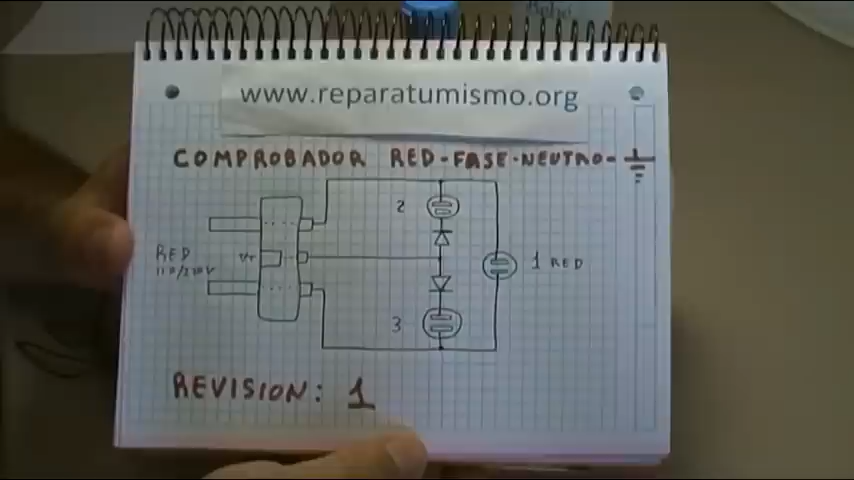 www.reparatumismo.org
COMPROBADOR RED-FASE-NEUTRO-
2
RED
1 RED
3
REVISION: 1